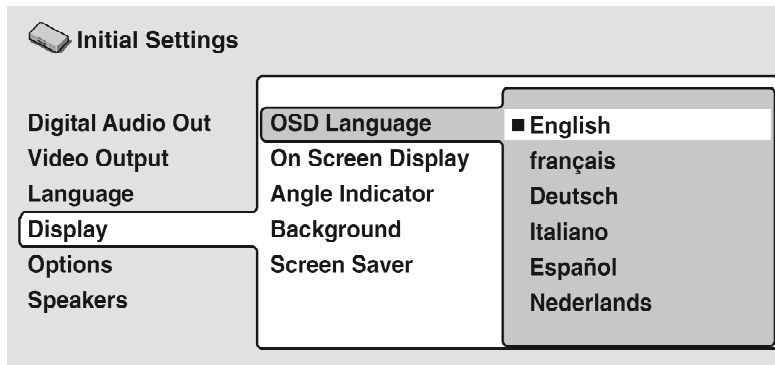 Initial Settings
Digital Audio Out
Video Output
Language
Display
Options
Speakers
OSD Language
On Screen Display
Angle Indicator
Background
Screen Saver
English
français
Deutsch
Italiano
Español
Nederlands